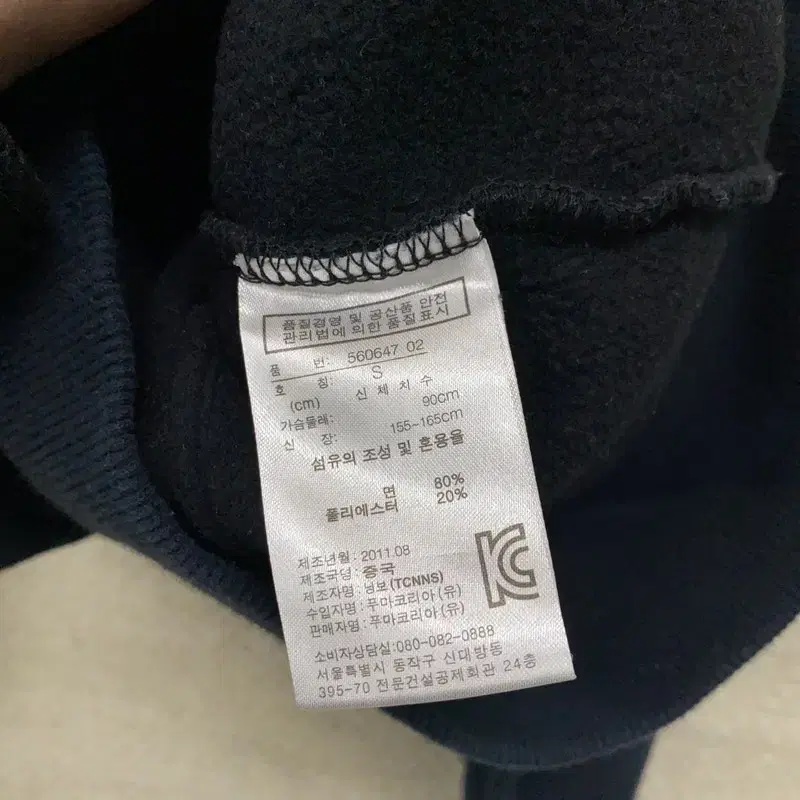 품질경영 및 공산품 안전
관리법에 의한 품질표시
품 번: 560647 02
호 칭: S
(cm) 신 체 치 수
가슴둘레: 90cm
신 장: 155~165cm
섬유의 조성 및 혼용율
면 80%
폴리에스터 20%
제조년월: 2011.08
제조국명: 중국
제조자명: 닝보(TCNNS)
수입자명: 푸마코리아(유)
판매자명: 푸마코리아(유)
KC
소비자상담실:080-082-0888
서울특별시 동작구 신대방동
395-70 전문건설공제회관 24층